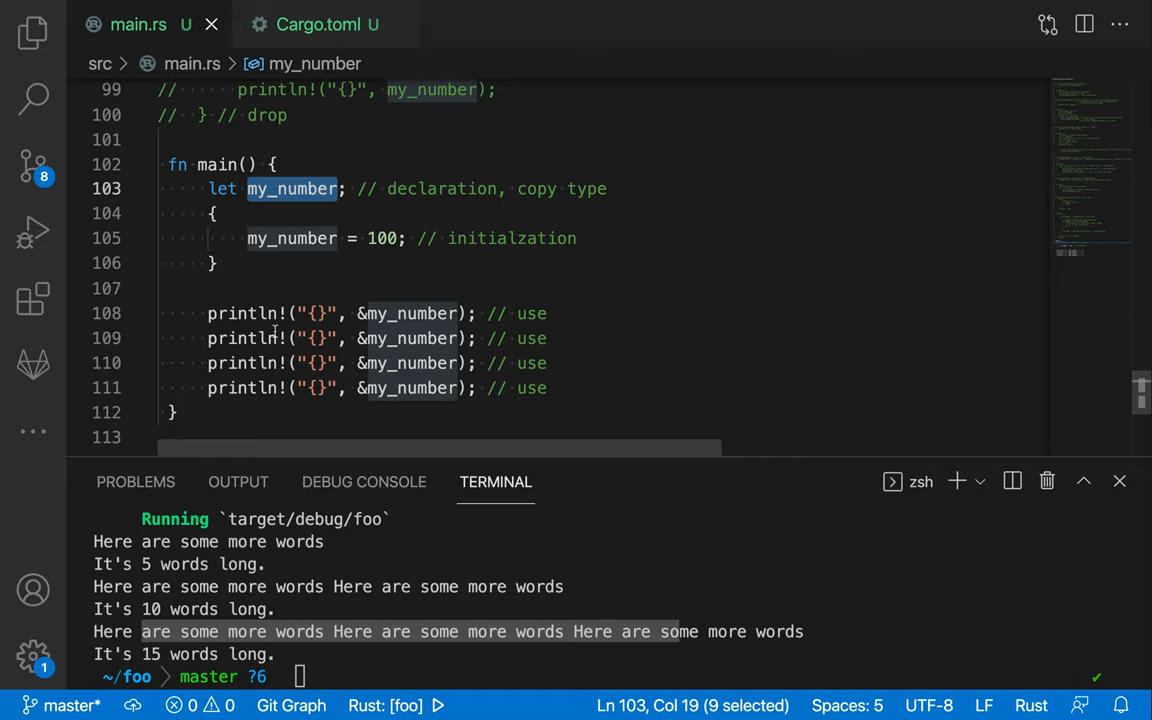 main.rs U Cargo.toml U
src > main.rs > my_number
99 // println!("{}", my_number);
100 // } // drop
101
102 fn main() {
103 let my_number; // declaration, copy type
104 {
105 my_number = 100; // initialzation
106 }
107
108 println!("{}", &my_number); // use
109 println!("{}", &my_number); // use
110 println!("{}", &my_number); // use
111 println!("{}", &my_number); // use
112 }
113
8
PROBLEMS OUTPUT DEBUG CONSOLE TERMINAL zsh
Running `target/debug/foo`
Here are some more words
It's 5 words long.
Here are some more words Here are some more words
It's 10 words long.
Here are some more words Here are some more words Here are some more words
It's 15 words long.
~/foo master ?6
1
master* 0 0 Git Graph Rust: [foo] Ln 103, Col 19 (9 selected) Spaces: 5 UTF-8 LF Rust